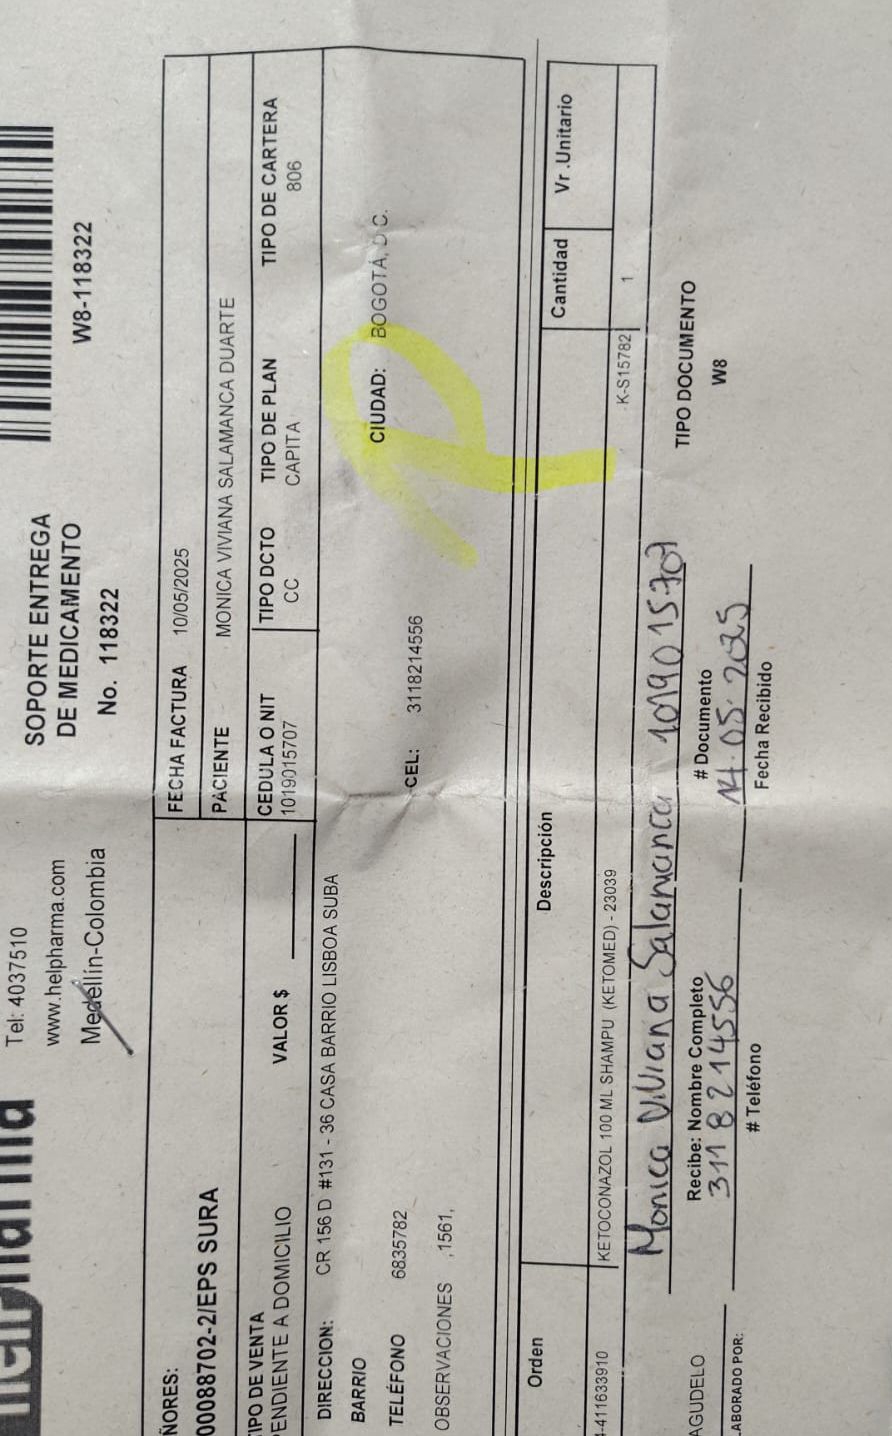 Tel: 4037510
www.helpharma.com
Medellín-Colombia
SOPORTE ENTREGA
DE MEDICAMENTO
No. 118322
W8-118322
ÑORES:
00088702-2/EPS SURA
FECHA FACTURA 10/05/2025
PACIENTE MONICA VIVIANA SALAMANCA DUARTE
IPO DE VENTA VALOR $ CEDULA O NIT TIPO DCTO TIPO DE PLAN TIPO DE CARTERA
ENDIENTE A DOMICILIO 1019015707 CC CAPITA 806
DIRECCION: CR 156 D #131 - 36 CASA BARRIO LISBOA SUBA
BARRIO CIUDAD: BOGOTÁ, D.C.
TELÉFONO 6835782 CEL: 3118214556
OBSERVACIONES ,1561,
Orden Descripción Cantidad Vr .Unitario
-411633910 KETOCONAZOL 100 ML SHAMPU (KETOMED) - 23039 K-S15782 1
Monica Viviana Salamanca 1019015707
AGUDELO Recibe: Nombre Completo # Documento TIPO DOCUMENTO
3118214556 14.05.2025 W8
ABORADO POR: # Teléfono Fecha Recibido